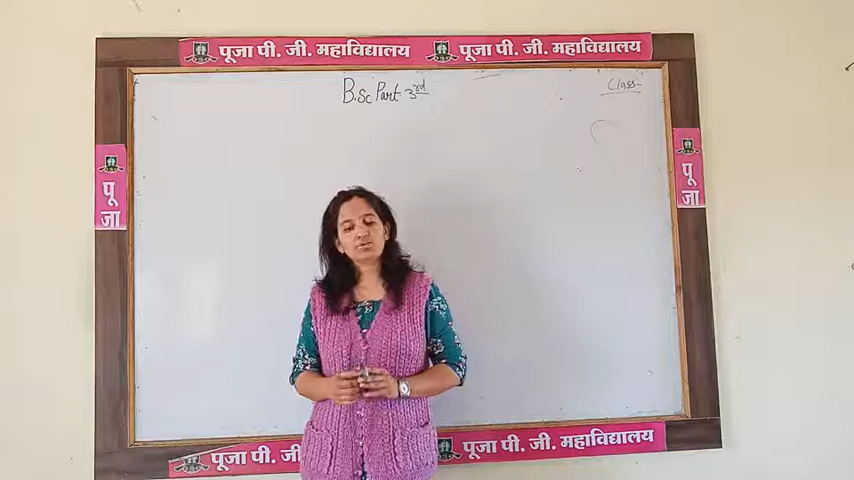 पूजा पी. जी. महाविद्यालय पूजा पी. जी. महाविद्यालय
B.Sc Part 3rd
Class-
पूजा
पूजा
पूजा पी. जी.
पूजा पी. जी. महाविद्यालय